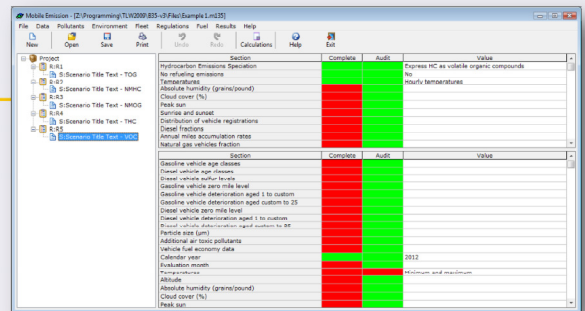 Mobile Emission - [Z:\Programming\TLW2009\B35-v3\Files\Example 1.m135]
File Data Pollutants Environment Fleet Regulations Fuel Results Help
New Open Save Print Undo Redo Calculations Help Exit
Project
R:R1
S:Scenario Title Text - TOG
R:R2
S:Scenario Title Text - NMHC
R:R3
S:Scenario Title Text - NMOG
R:R4
S:Scenario Title Text - THC
R:R5
S:Scenario Title Text - VOC
Section Complete Audit Value
Hydrocarbon Emissions Speciation Express HC as volatile organic compounds
No refueling emissions No
Temperatures Hourly temperatures
Absolute humidity (grains/pound)
Cloud cover (%)
Peak sun
Sunrise and sunset
Distribution of vehicle registrations
Diesel fractions
Annual miles accumulation rates
Natural gas vehicles fraction
Section Complete Audit Value
Gasoline vehicle age classes
Diesel vehicle age classes
Diesel vehicle sulfur levels
Gasoline vehicle zero mile level
Gasoline vehicle deterioration aged 1 to custom
Gasoline vehicle deterioration aged custom to 25
Diesel vehicle zero mile level
Diesel vehicle deterioration aged 1 to custom
Diesel vehicle deterioration aged custom to 25
Particle size (µm)
Additional air toxic pollutants
Vehicle fuel economy data
Calendar year 2012
Evaluation month
Temperatures Minimum and maximum
Altitude
Absolute humidity (grains/pound)
Cloud cover (%)
Peak sun